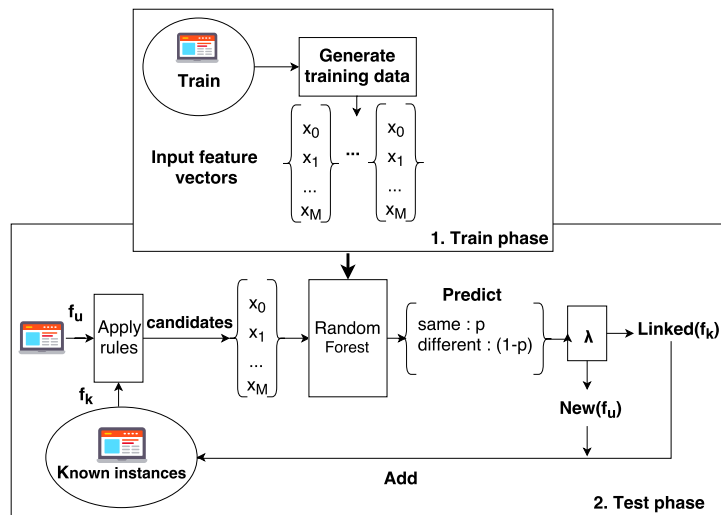 Train
Generate
training data
Input feature
vectors
x0
x1
...
xM
...
x0
x1
...
xM
1. Train phase
fu
Apply
rules
fk
candidates
x0
x1
...
xM
Random
Forest
Predict
same : p
different : (1-p)
λ
Linked(fk)
New(fu)
Known instances
Add
2. Test phase